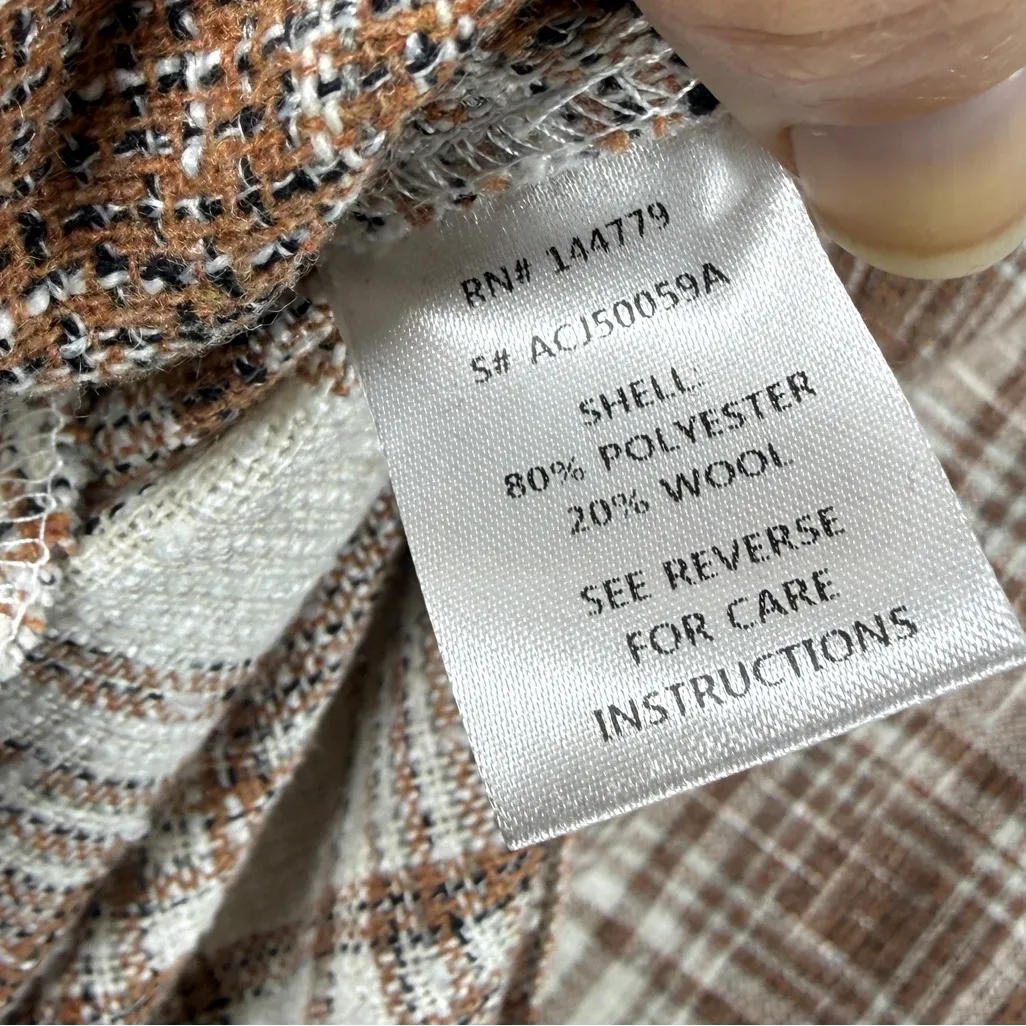 RN# 144779
S# ACJ50059A
SHELL:
80% POLYESTER
20% WOOL
SEE REVERSE
FOR CARE
INSTRUCTIONS